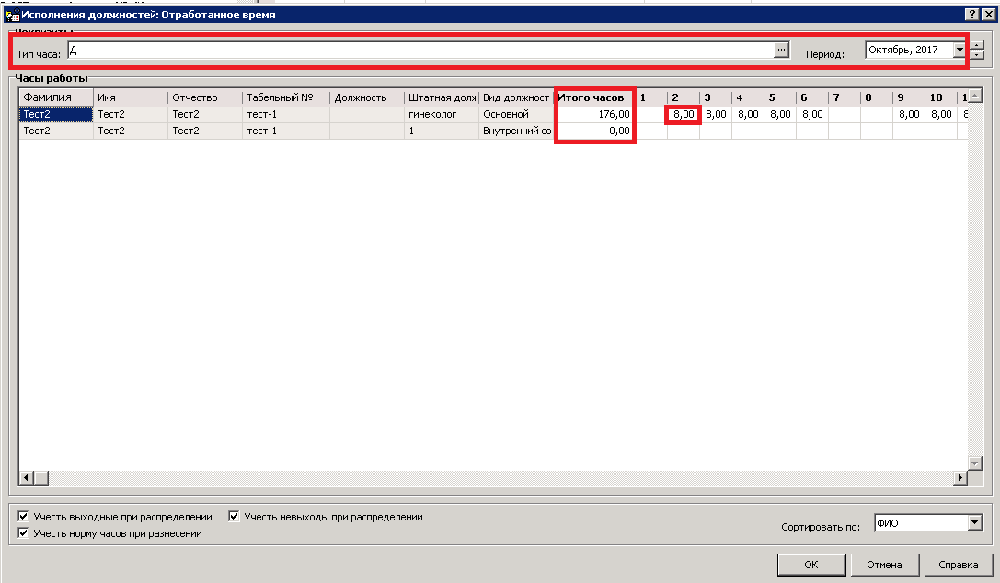 Исполнения должностей: Отработанное время
Реквизиты
Тип часа: Д ... Период: Октябрь, 2017
Часы работы
Фамилия Имя Отчество Табельный № Должность Штатная долж Вид должност Итого часов 1 2 3 4 5 6 7 8 9 10 1
Тест2 Тест2 Тест2 тест-1 гинеколог Основной 176,00 8,00 8,00 8,00 8,00 8,00 8,00 8,00 8
Тест2 Тест2 Тест2 тест-1 1 Внутренний со 0,00
Учесть выходные при распределении Учесть невыходы при распределении
Учесть норму часов при разнесении
Сортировать по: ФИО
ОК Отмена Справка